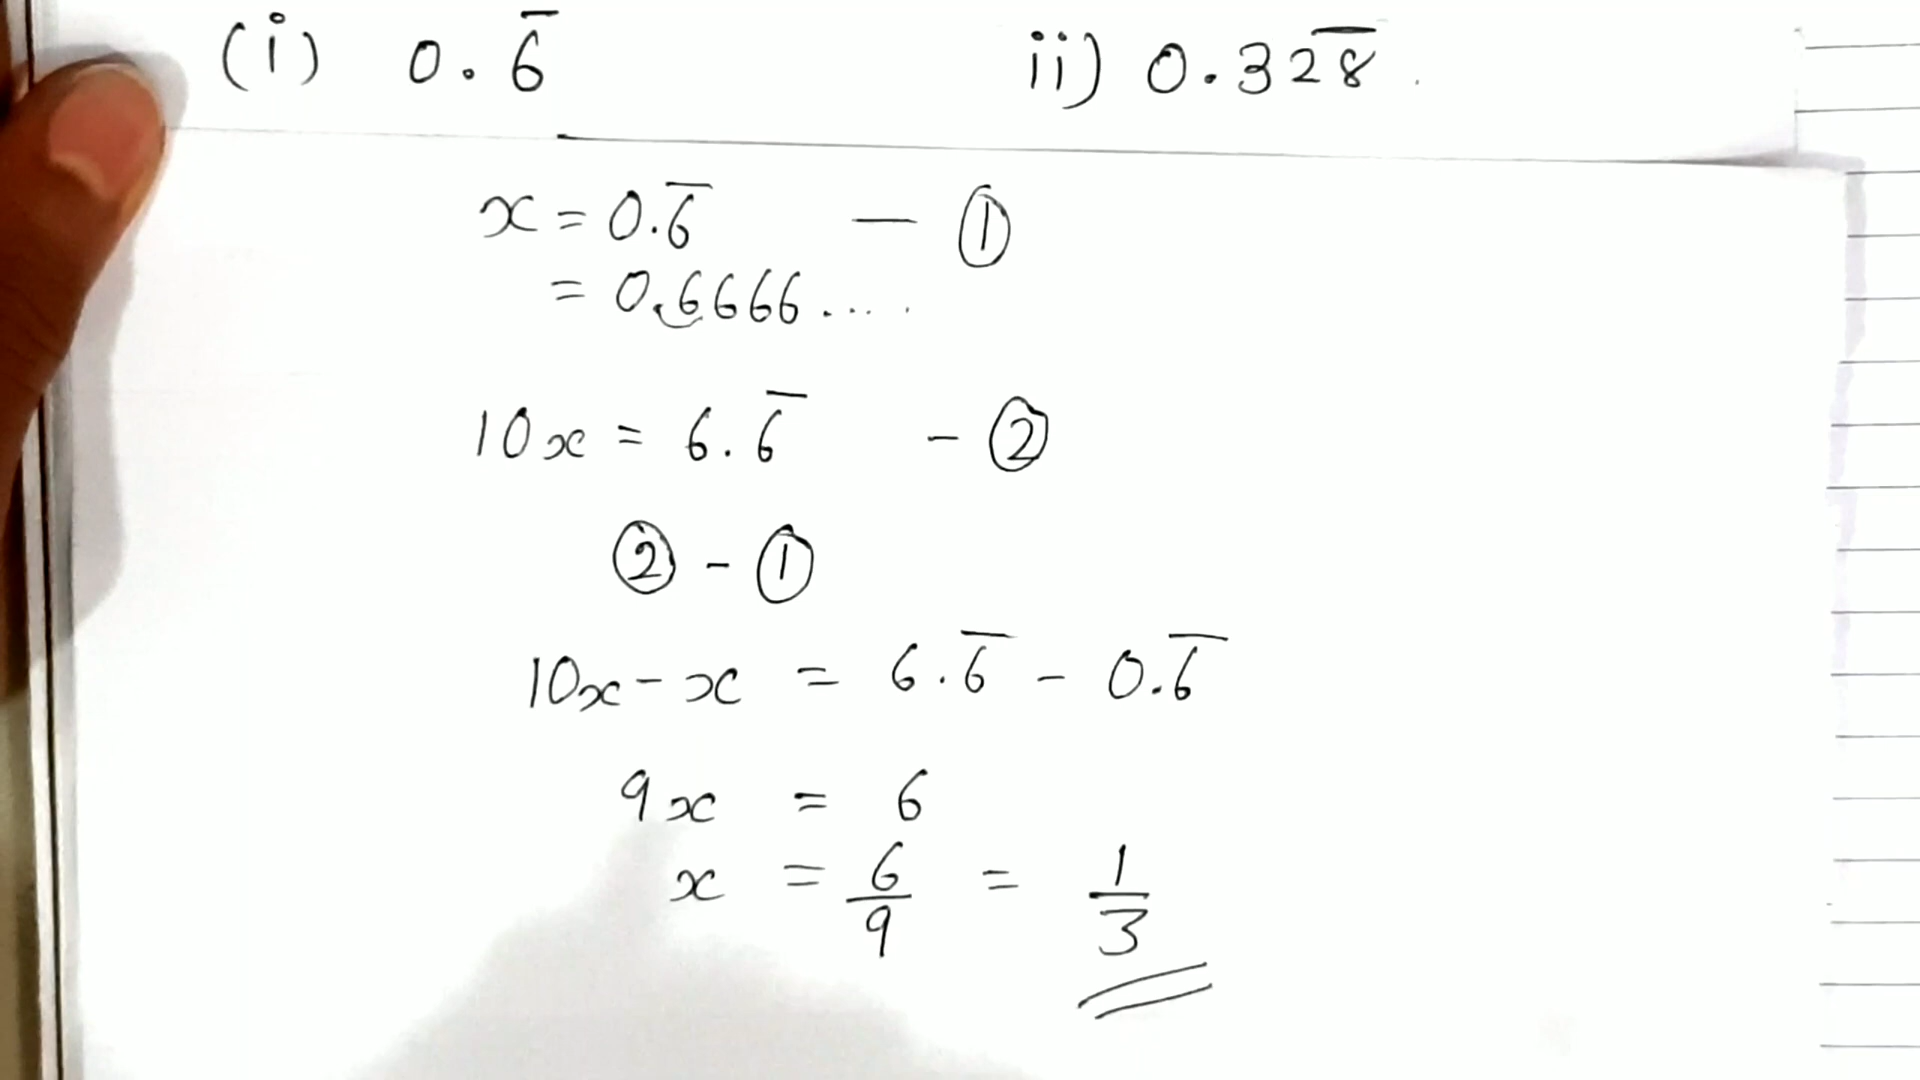 (i) 0.6̅ ii) 0.32̅8̅
x = 0.6̅ — ①
= 0.6666.....
10x = 6.6̅ - ②
② - ①
10x - x = 6.6̅ - 0.6̅
9x = 6
x = 6/9 = 1/3